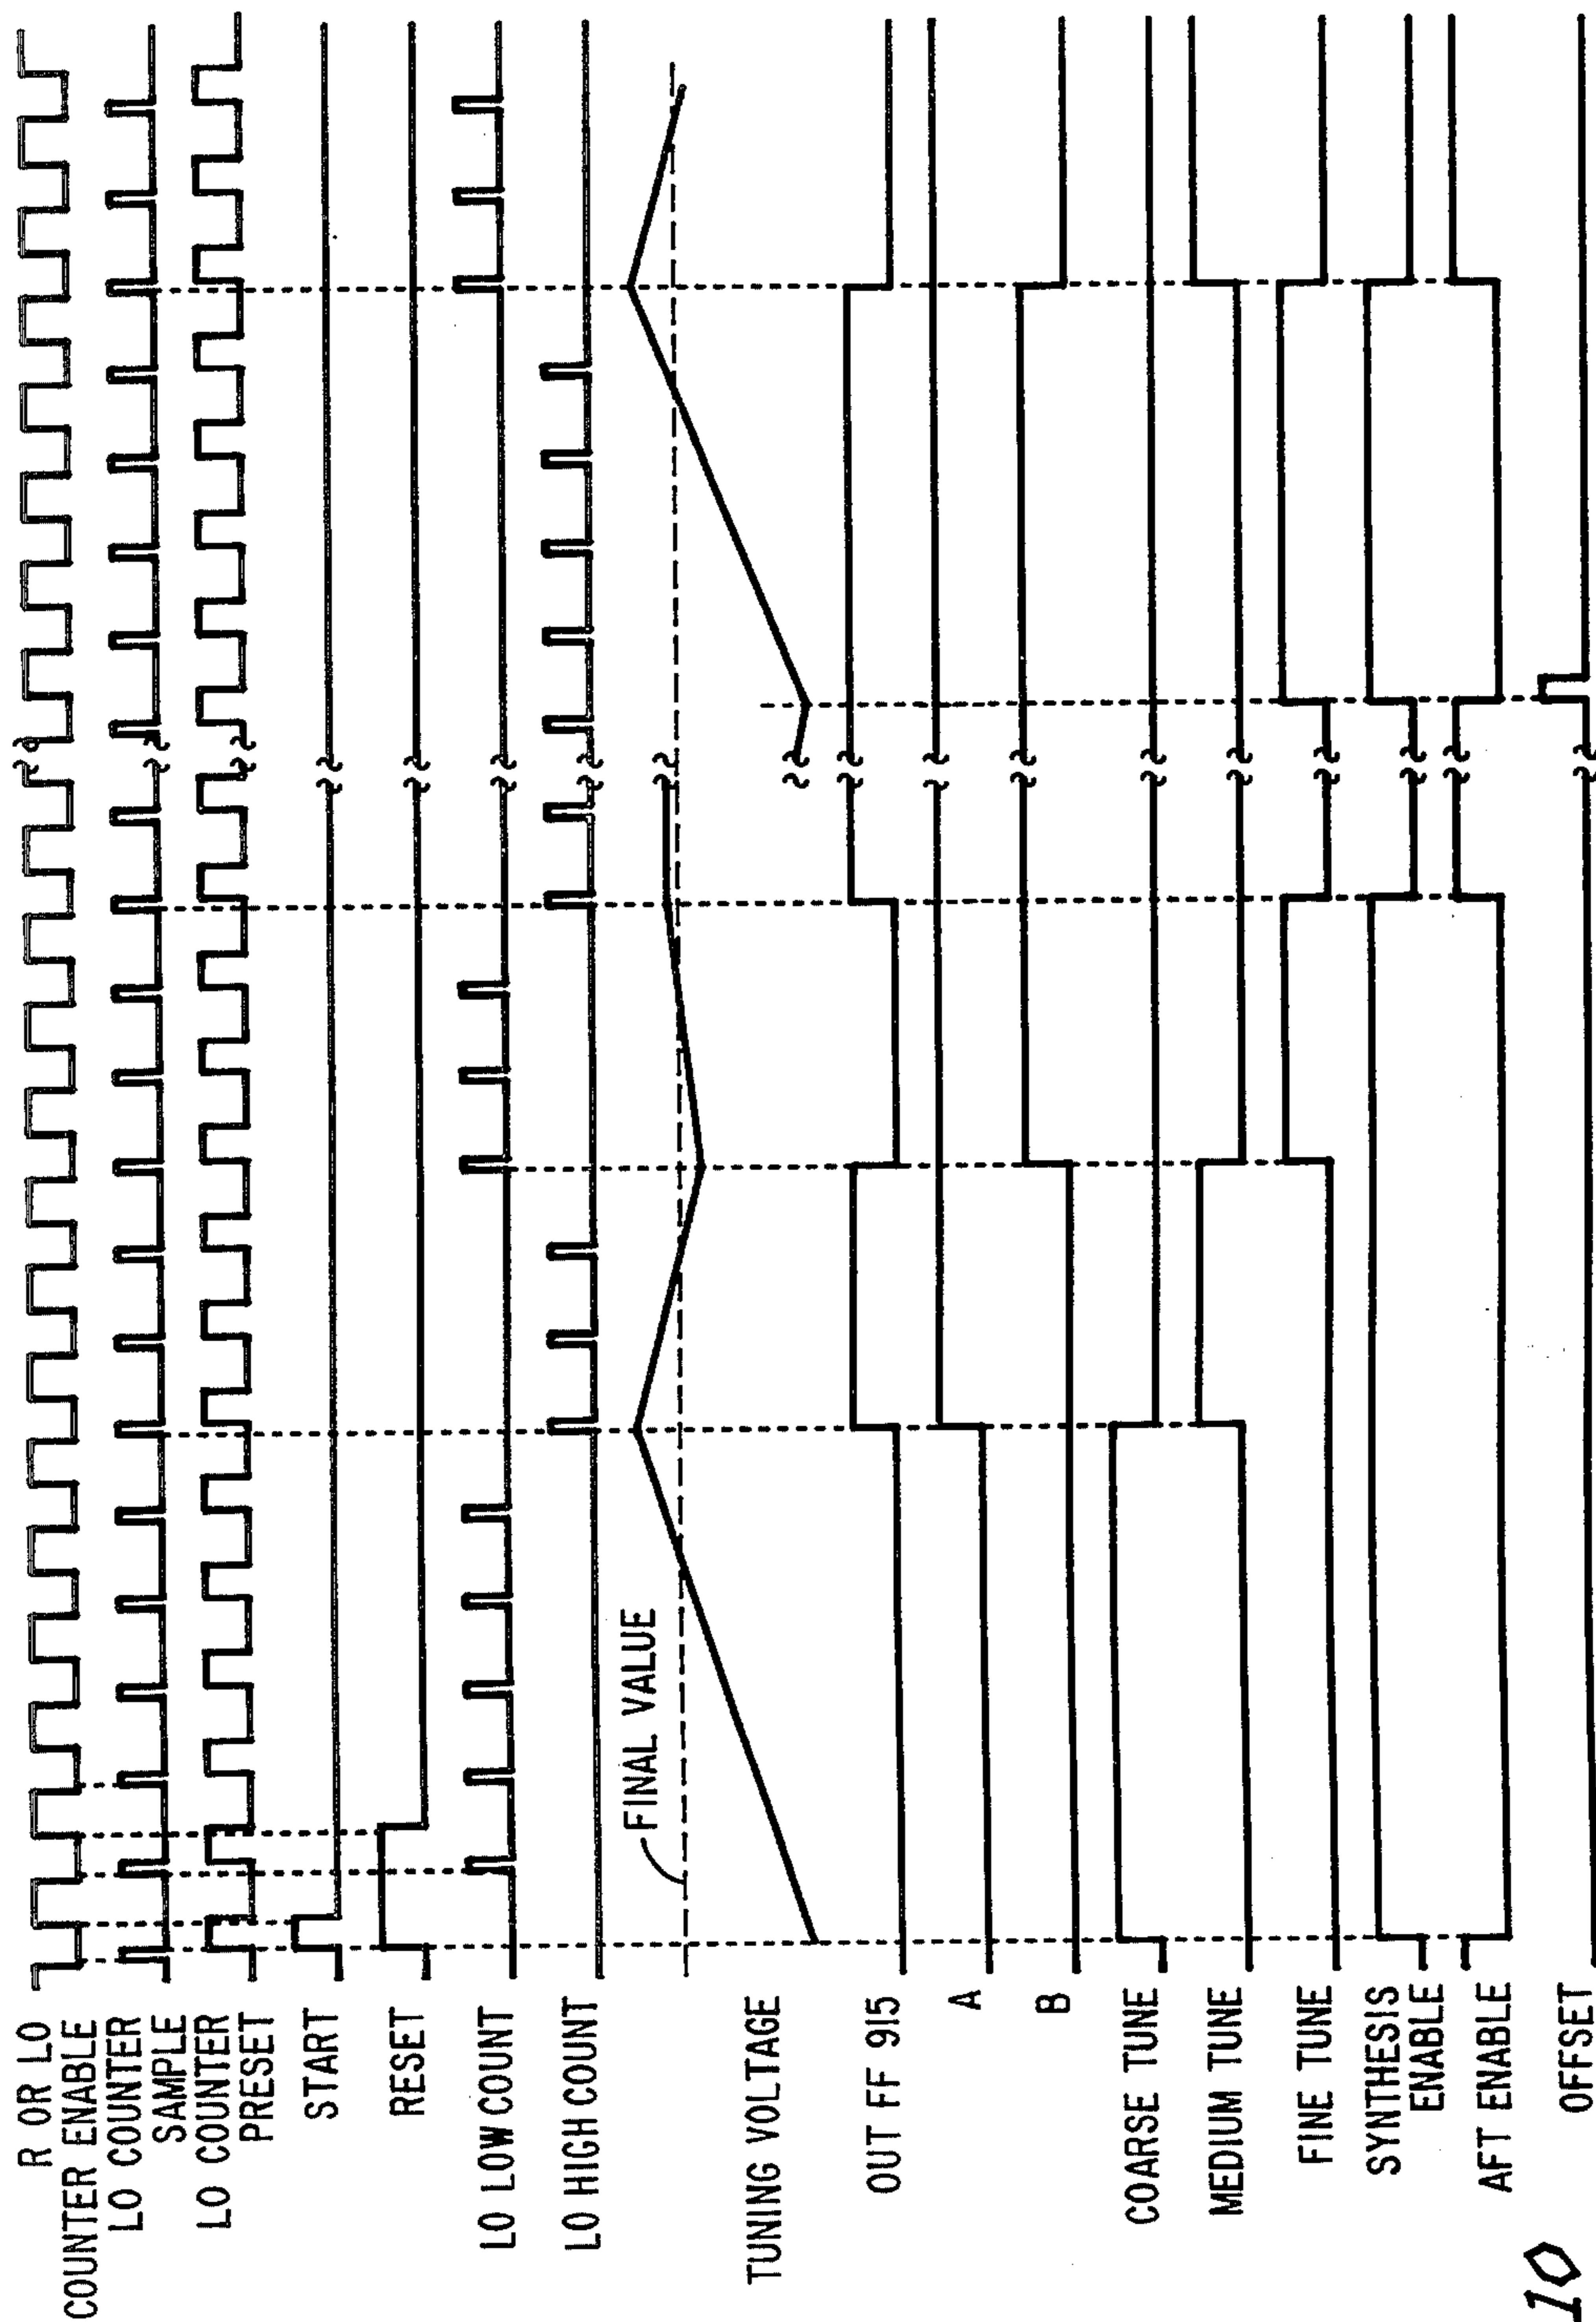 R OR LO
COUNTER ENABLE
LO COUNTER
SAMPLE
LO COUNTER
PRESET
START
RESET
LO LOW COUNT
LO HIGH COUNT
FINAL VALUE
TUNING VOLTAGE
OUT FF 915
A
B
COARSE TUNE
MEDIUM TUNE
FINE TUNE
SYNTHESIS
ENABLE
AFT ENABLE
OFFSET
10